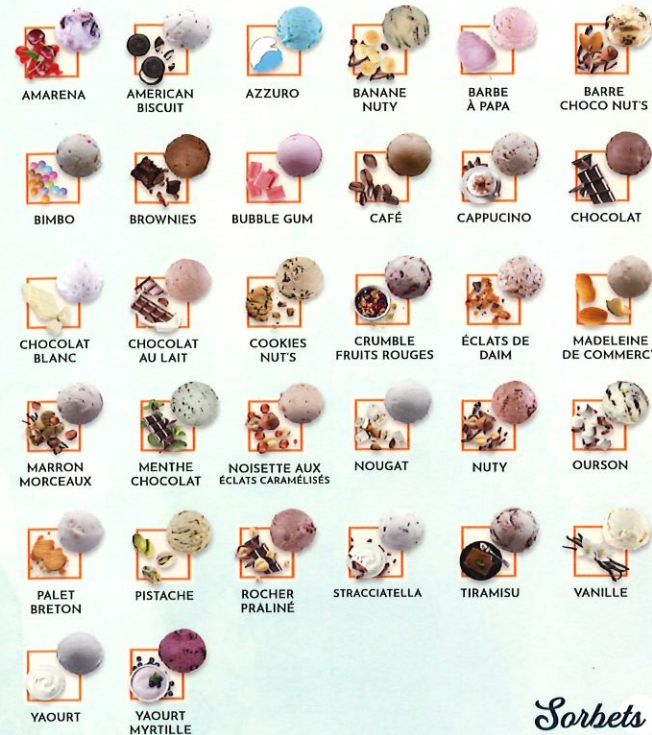 AMARENA
AMERICAN
BISCUIT
AZZURO
BANANE
NUTY
BARBE
À PAPA
BARRE
CHOCO NUT'S
BIMBO
BROWNIES
BUBBLE GUM
CAFÉ
CAPPUCINO
CHOCOLAT
CHOCOLAT
BLANC
CHOCOLAT
AU LAIT
COOKIES
NUT'S
CRUMBLE
FRUITS ROUGES
ÉCLATS DE
DAIM
MADELEINE
DE COMMERCY
MARRON
MORCEAUX
MENTHE
CHOCOLAT
NOISETTE AUX
ÉCLATS CARAMÉLISÉS
NOUGAT
NUTY
OURSON
PALET
BRETON
PISTACHE
ROCHER
PRALINÉ
STRACCIATELLA
TIRAMISU
VANILLE
YAOURT
YAOURT
MYRTILLE
Sorbets